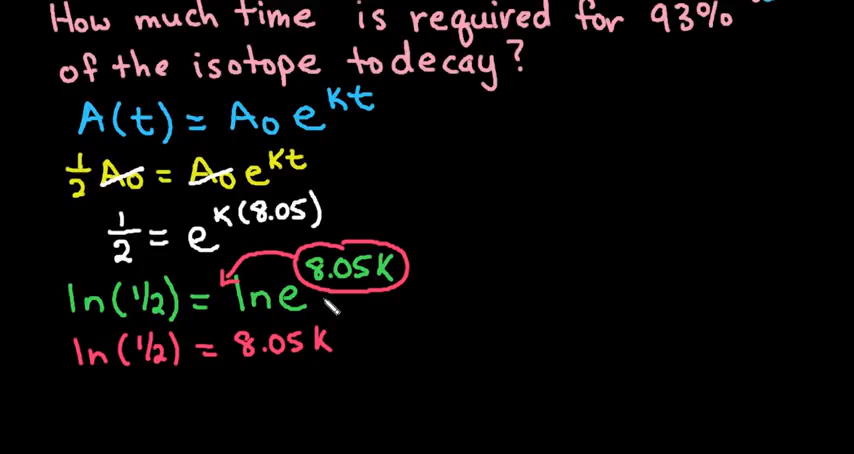 How much time is required for 93%
of the isotope to decay?
A(t) = A₀ e^kt
½ A₀ = A₀ e^kt
½ = e^K(8.05)
ln(1/2) = ln e^8.05K
ln(1/2) = 8.05K